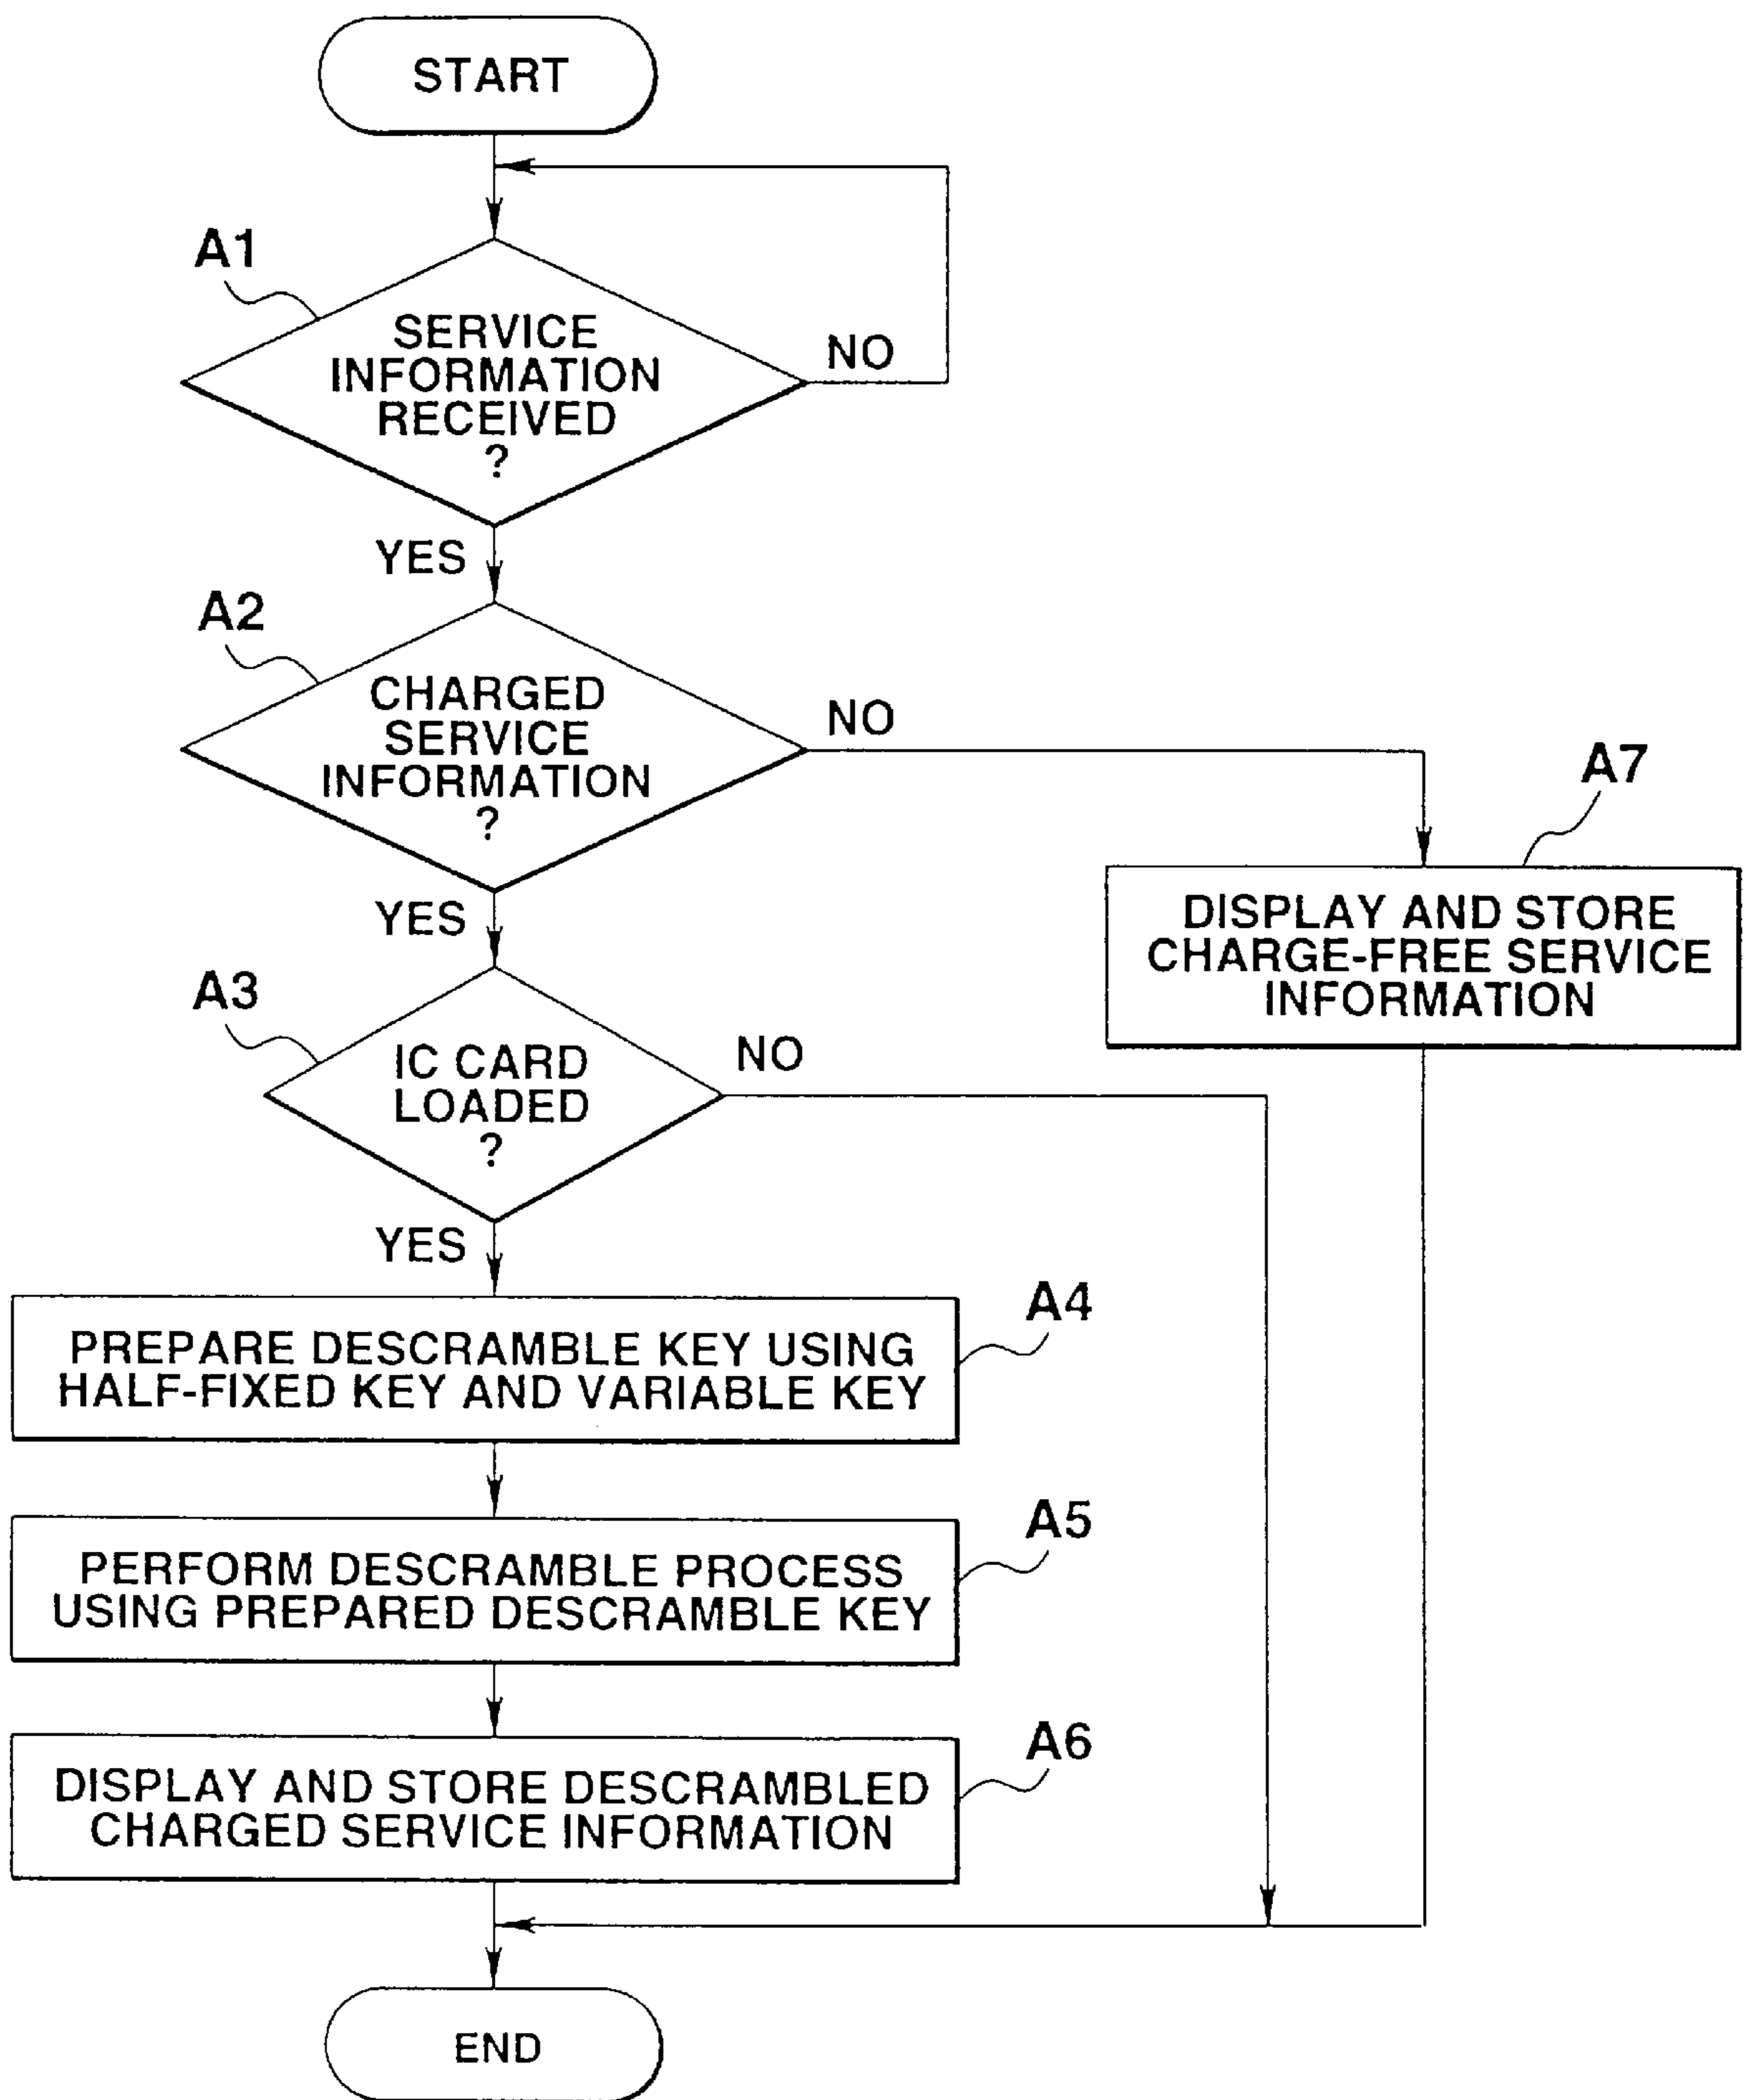 START
A1
SERVICE
INFORMATION
RECEIVED
?
NO
YES
A2
CHARGED
SERVICE
INFORMATION
?
NO
YES
A7
DISPLAY AND STORE
CHARGE-FREE SERVICE
INFORMATION
A3
IC CARD
LOADED
?
NO
YES
A4
PREPARE DESCRAMBLE KEY USING
HALF-FIXED KEY AND VARIABLE KEY
A5
PERFORM DESCRAMBLE PROCESS
USING PREPARED DESCRAMBLE KEY
A6
DISPLAY AND STORE DESCRAMBLED
CHARGED SERVICE INFORMATION
END